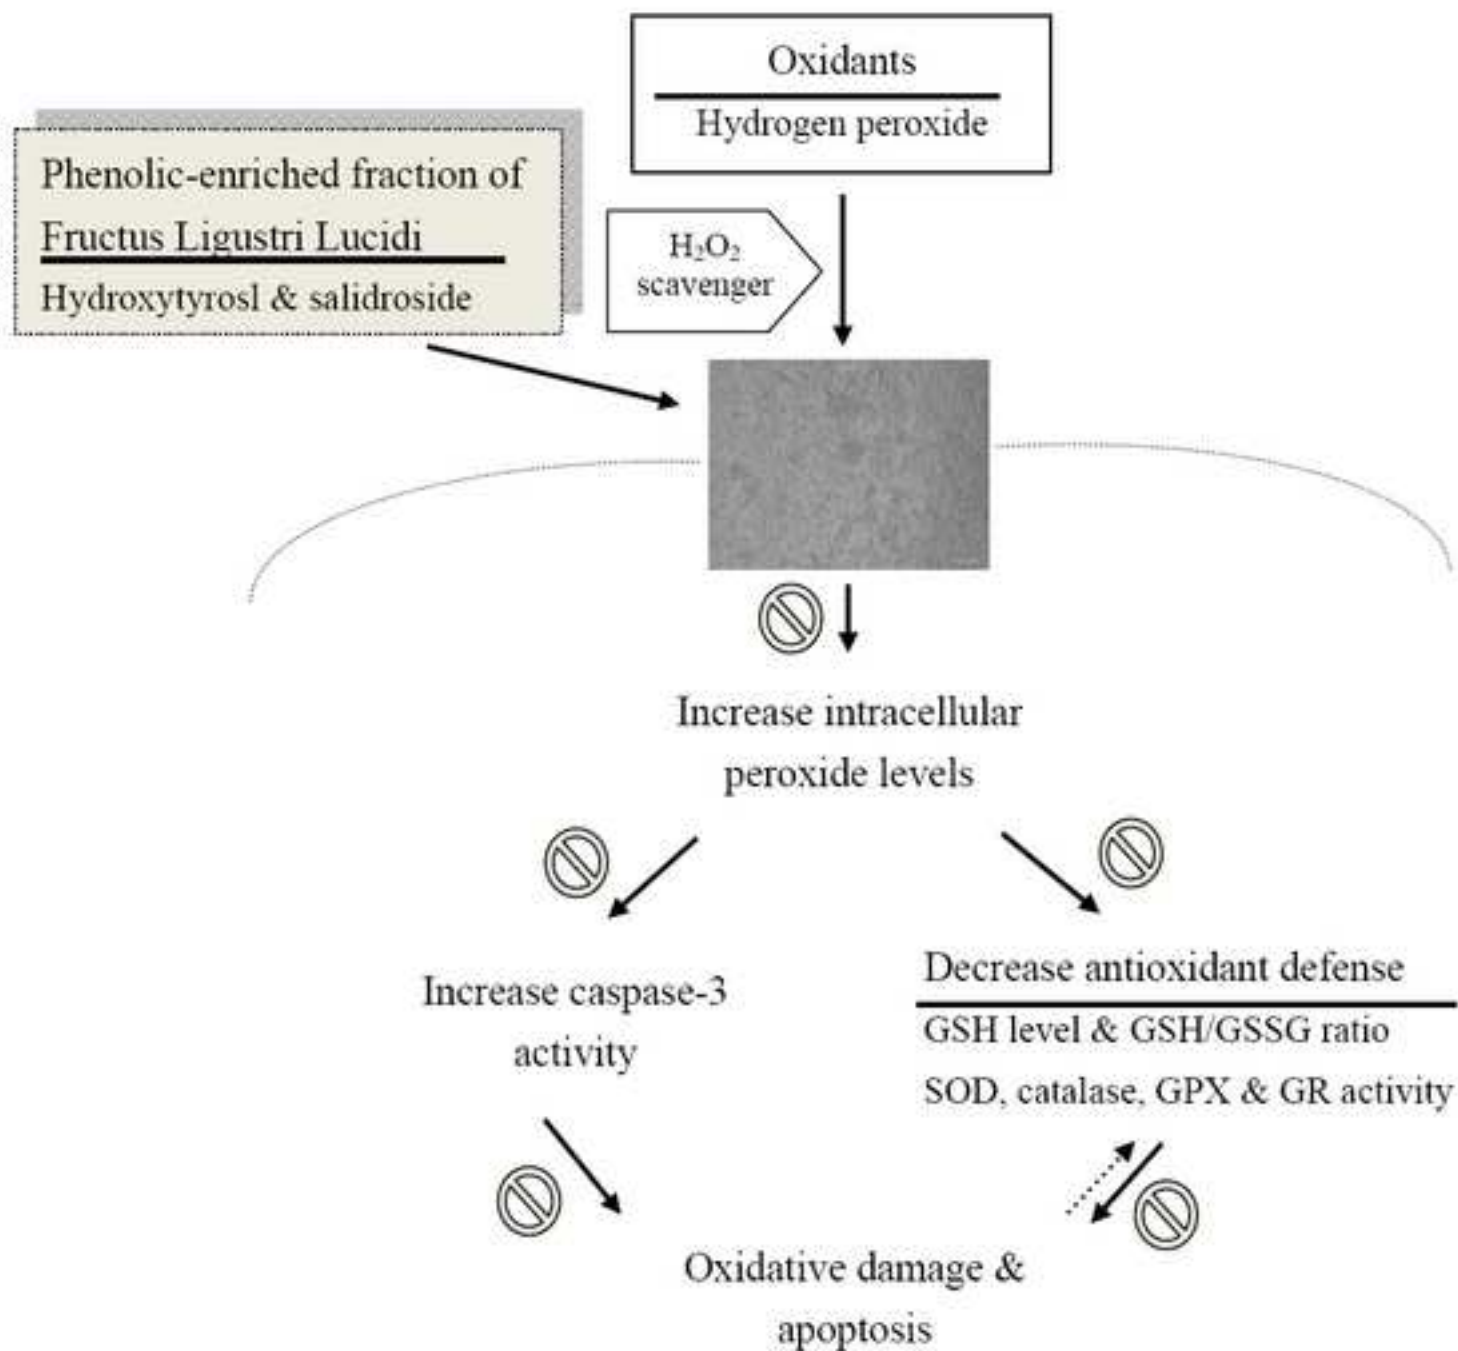 Oxidants
Hydrogen peroxide
Phenolic-enriched fraction of
Fructus Ligustri Lucidi
Hydroxytyrosl & salidroside
H₂O₂
scavenger
Increase intracellular
peroxide levels
Increase caspase-3
activity
Decrease antioxidant defense
GSH level & GSH/GSSG ratio
SOD, catalase, GPX & GR activity
Oxidative damage &
apoptosis